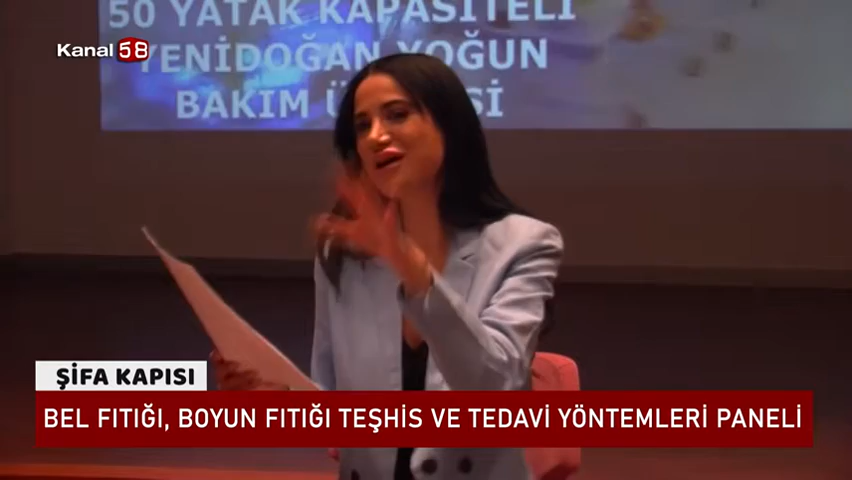 50 YATAK KAPASİTELİ
Kanal 58
YENİDOĞAN YOĞUN
BAKIM
ŞİFA KAPISI
BEL FITIĞI, BOYUN FITIĞI TEŞHİS VE TEDAVİ YÖNTEMLERİ PANELİ